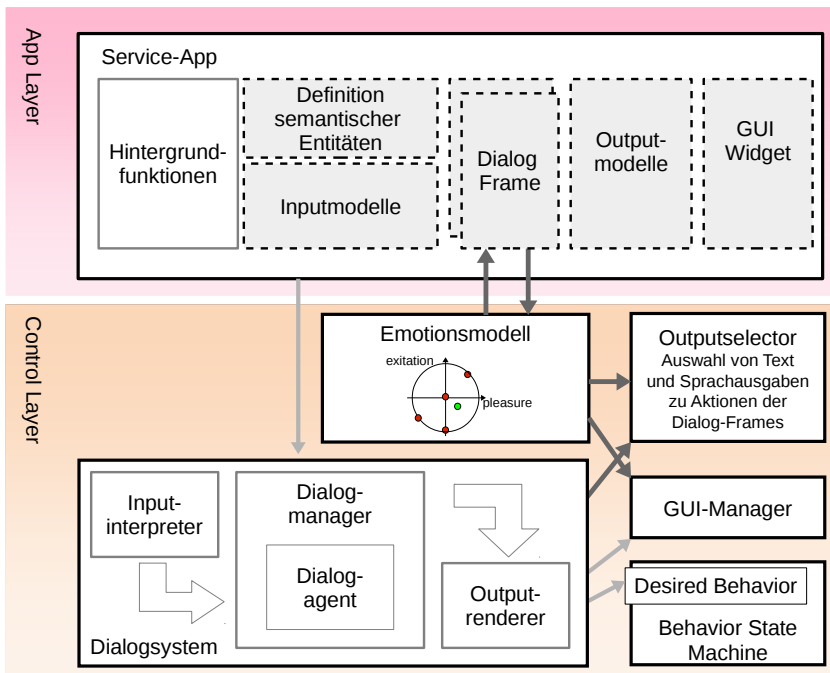 App Layer
Service-App
Hintergrund-
funktionen
Definition
semantischer
Entitäten
Inputmodelle
Dialog
Frame
Output-
modelle
GUI
Widget
Control Layer
Emotionsmodell
exitation
pleasure
Outputselector
Auswahl von Text
und Sprachausgaben
zu Aktionen der
Dialog-Frames
Input-
interpreter
Dialog-
manager
Dialog-
agent
Output-
renderer
Dialogsystem
GUI-Manager
Desired Behavior
Behavior State
Machine